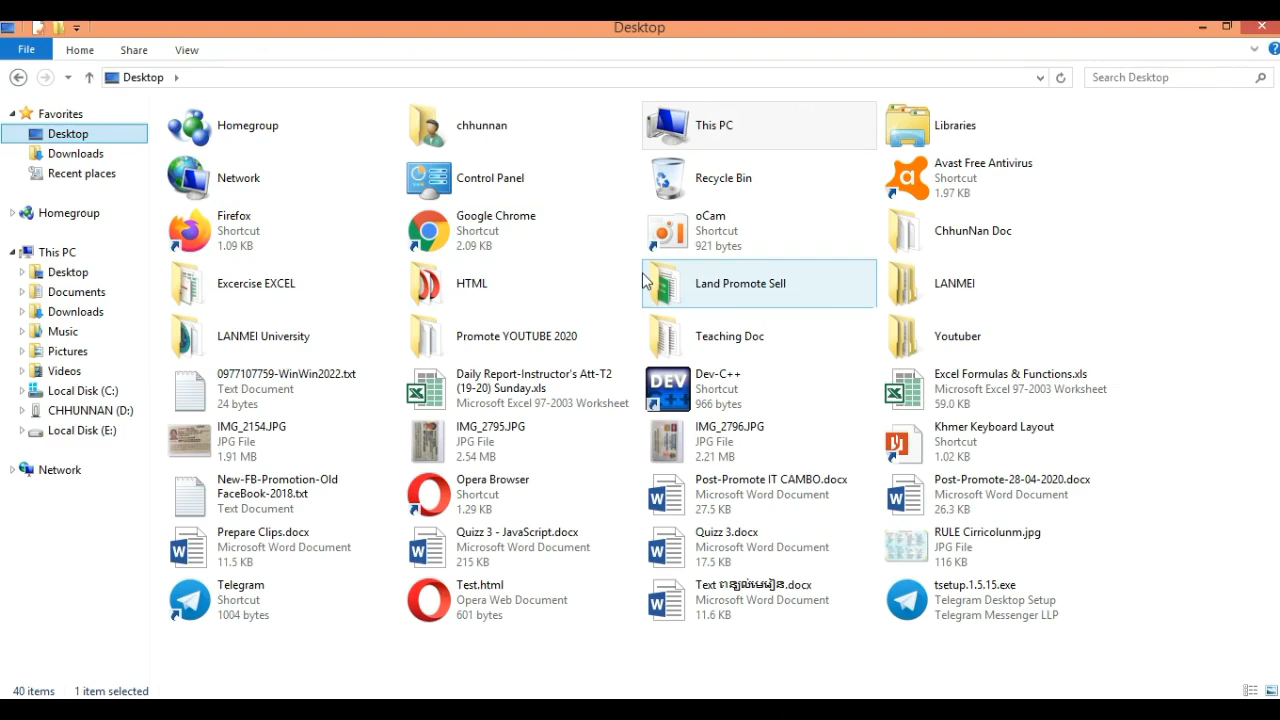 Desktop
File Home Share View
Desktop
Search Desktop
Favorites
Desktop
Downloads
Recent places
Homegroup
This PC
Desktop
Documents
Downloads
Music
Pictures
Videos
Local Disk (C:)
CHHUNNAN (D:)
Local Disk (E:)
Network
Homegroup
chhunnan
This PC
Libraries
Network
Control Panel
Recycle Bin
Avast Free Antivirus
Shortcut
1.97 KB
Firefox
Shortcut
1.09 KB
Google Chrome
Shortcut
2.09 KB
oCam
Shortcut
921 bytes
ChhunNan Doc
Excercise EXCEL
HTML
Land Promote Sell
LANMEI
LANMEI University
Promote YOUTUBE 2020
Teaching Doc
Youtuber
0977107759-WinWin2022.txt
Text Document
24 bytes
Daily Report-Instructor's Att-T2
(19-20) Sunday.xls
Microsoft Excel 97-2003 Worksheet
Dev-C++
Shortcut
966 bytes
Excel Formulas & Functions.xls
Microsoft Excel 97-2003 Worksheet
59.0 KB
IMG_2154.JPG
JPG File
1.91 MB
IMG_2795.JPG
JPG File
2.54 MB
IMG_2796.JPG
JPG File
2.21 MB
Khmer Keyboard Layout
Shortcut
1.02 KB
New-FB-Promotion-Old
FaceBook-2018.txt
Text Document
Opera Browser
Shortcut
1.29 KB
Post-Promote IT CAMBO.docx
Microsoft Word Document
27.5 KB
Post-Promote-28-04-2020.docx
Microsoft Word Document
26.3 KB
Prepare Clips.docx
Microsoft Word Document
11.5 KB
Quizz 3 - JavaScript.docx
Microsoft Word Document
215 KB
Quizz 3.docx
Microsoft Word Document
17.5 KB
RULE Cirricolunm.jpg
JPG File
116 KB
Telegram
Shortcut
1004 bytes
Test.html
Opera Web Document
601 bytes
Text ពន្យល់មេរៀន.docx
Microsoft Word Document
11.6 KB
tsetup.1.5.15.exe
Telegram Desktop Setup
Telegram Messenger LLP
40 items 1 item selected